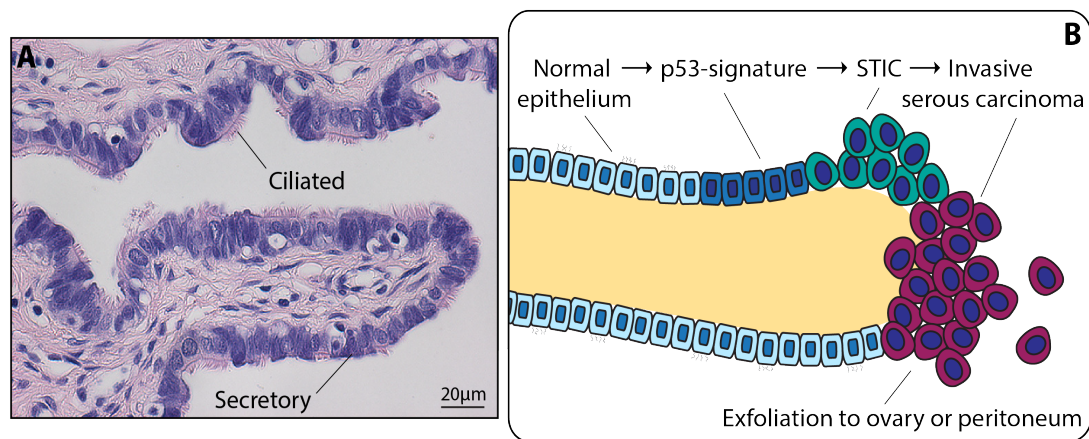 A
Ciliated
Secretory
20μm
B
Normal → p53-signature → STIC → Invasive
epithelium serous carcinoma
Exfoliation to ovary or peritoneum